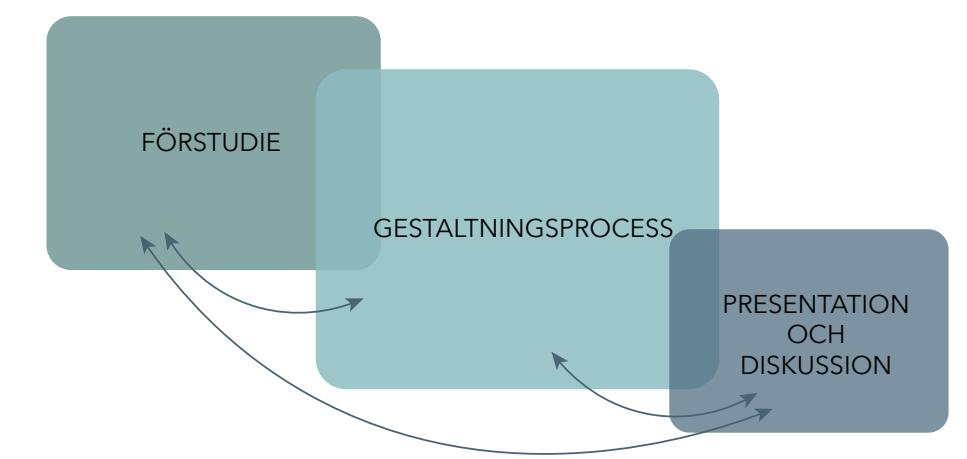 FÖRSTUDIE
GESTALTNINGSPROCESS
PRESENTATION
OCH
DISKUSSION